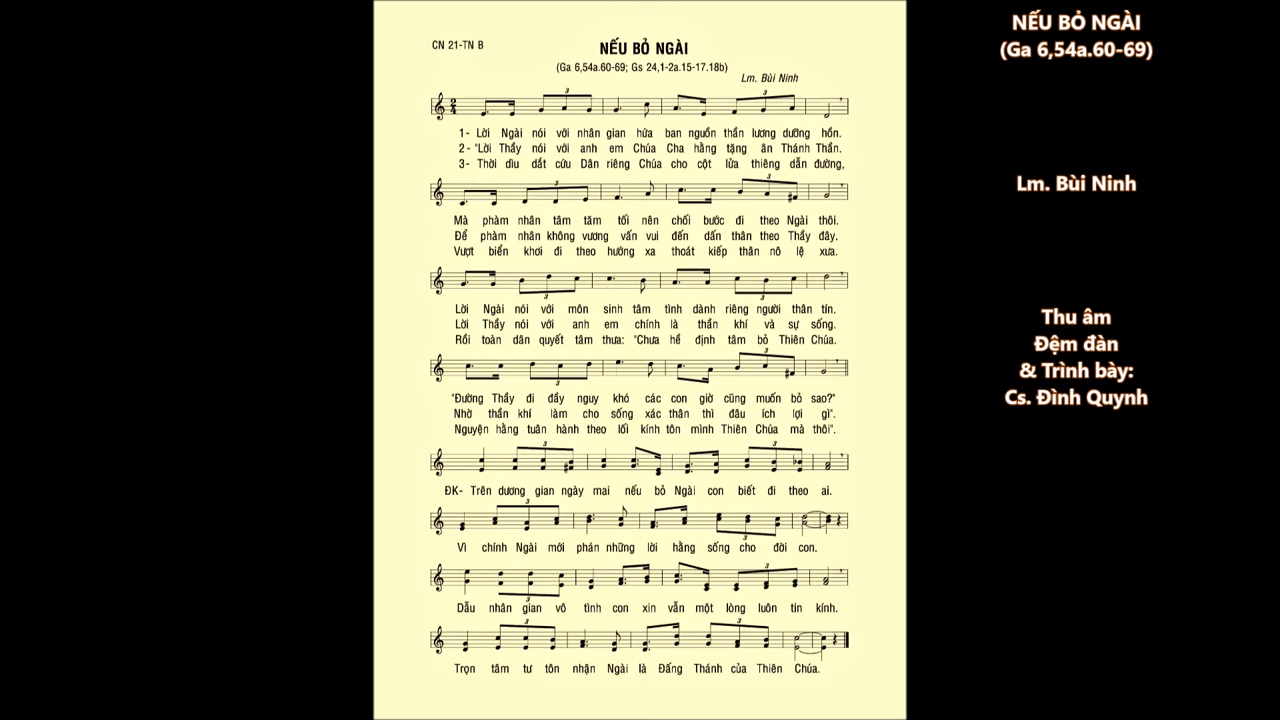 CN 21-TN B
NẾU BỎ NGÀI
(Ga 6,54a.60-69; Gs 24,1-2a.15-17.18b)
Lm. Bùi Ninh
1- Lời Ngài nói với nhân gian hứa ban nguồn thần lương dưỡng hồn.
2- "Lời Thầy nói với anh em Chúa Cha hằng tặng ân Thánh Thần.
3- Thời dìu dắt cứu Dân riêng Chúa cho cột lửa thiêng dẫn đường,
Mà phàm nhân tâm tăm tối nên chối bước đi theo Ngài thôi.
Để phàm nhân không vương vấn vui đến dấn thân theo Thầy đây.
Vượt biển khơi đi theo hướng xa thoát kiếp thân nô lệ xưa.
Lời Ngài nói với môn sinh tâm tình dành riêng người thân tín.
Lời Thầy nói với anh em chính là thần khí và sự sống.
Rồi toàn dân quyết tâm thưa: "Chưa hề định tâm bỏ Thiên Chúa.
"Đường Thầy đi đầy nguy khó các con giờ cũng muốn bỏ sao?"
Nhờ thần khí làm cho sống xác thân thì đâu ích lợi gì".
Nguyện hằng tuân hành theo lối kính tôn mình Thiên Chúa mà thôi".
ĐK- Trên dương gian ngày mai nếu bỏ Ngài con biết đi theo ai.
Vì chính Ngài mới phán những lời hằng sống cho đời con.
Dẫu nhân gian vô tình con xin vẫn một lòng luôn tin kính.
Trọn tâm tư tôn nhận Ngài là Đấng Thánh của Thiên Chúa.
NẾU BỎ NGÀI
(Ga 6,54a.60-69)
Lm. Bùi Ninh
Thu âm
Đệm đàn
& Trình bày:
Cs. Đình Quynh